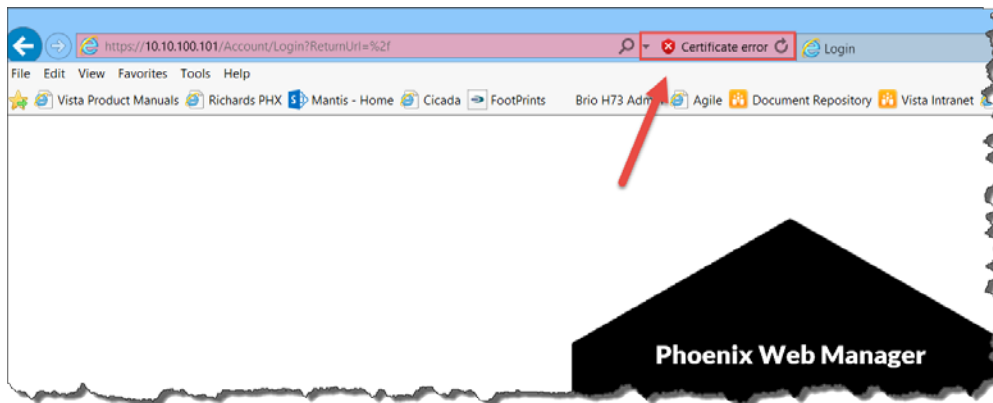 https://10.10.100.101/Account/Login?ReturnUrl=%2f Certificate error Login
File Edit View Favorites Tools Help
Vista Product Manuals Richards PHX Mantis - Home Cicada FootPrints Brio H73 Agile Document Repository Vista Intranet
Phoenix Web Manager